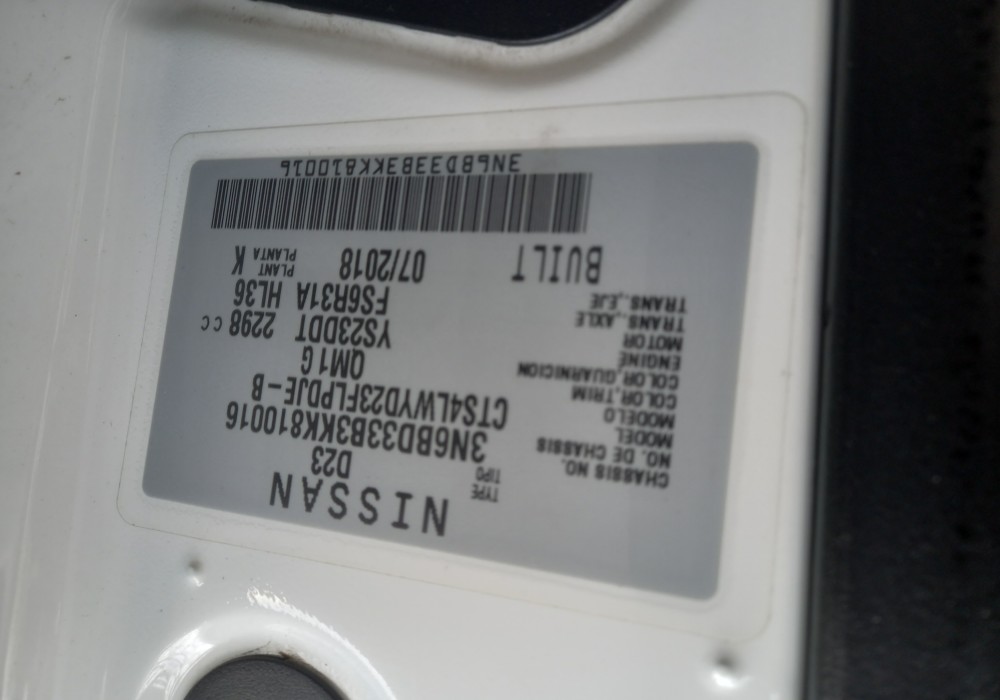 NISSAN
TYPE
TIPO D23
CHASSIS NO.
NO. DE CHASSIS 3N6BD33B3KK810016
MODEL
MODELO CTS4LWYD23FLPDJE-B
COLOR,TRIM
COLOR,GUARNICION QM1G
ENGINE
MOTOR YS23DDT 2298 CC
TRANS.,AXLE
TRANS.,EJE FS6R31A HL36
BUILT 07/2018 PLANT
PLANTA K
3N6BD33B3KK810016